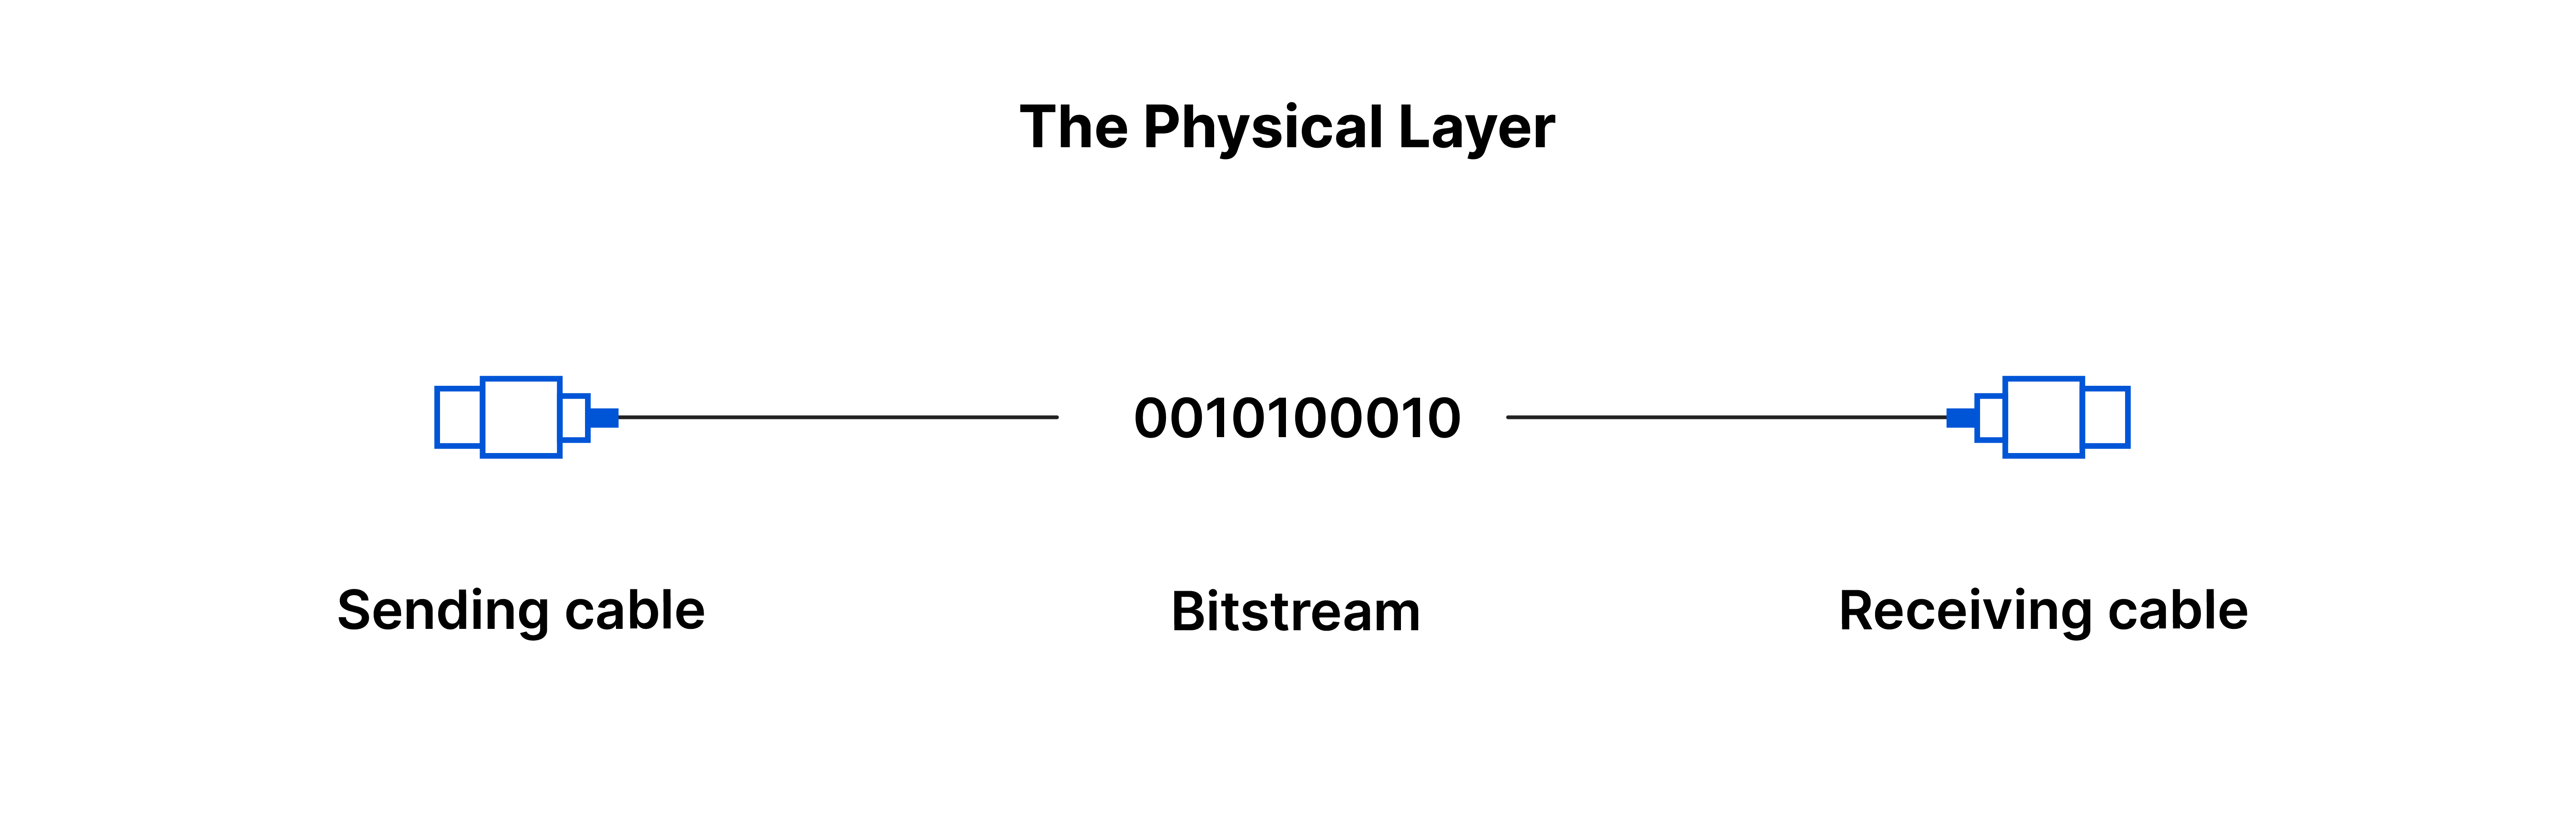 The Physical Layer
0010100010
Sending cable
Bitstream
Receiving cable